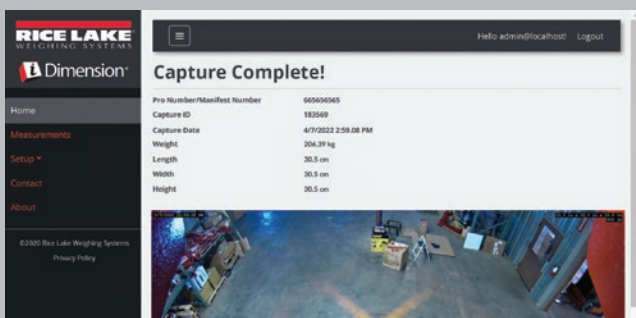 RICE LAKE
WEIGHING SYSTEMS
iDimension
Home
Measurements
Setup
Contact
About
©2020 Rice Lake Weighing Systems
Privacy Policy
Hello admin@localhost! Logout
Capture Complete!
Pro Number/Manifest Number 665656565
Capture ID 183569
Capture Date 4/7/2022 2:59.08 PM
Weight 206.39 kg
Length 30.5 cm
Width 30.5 cm
Height 30.5 cm